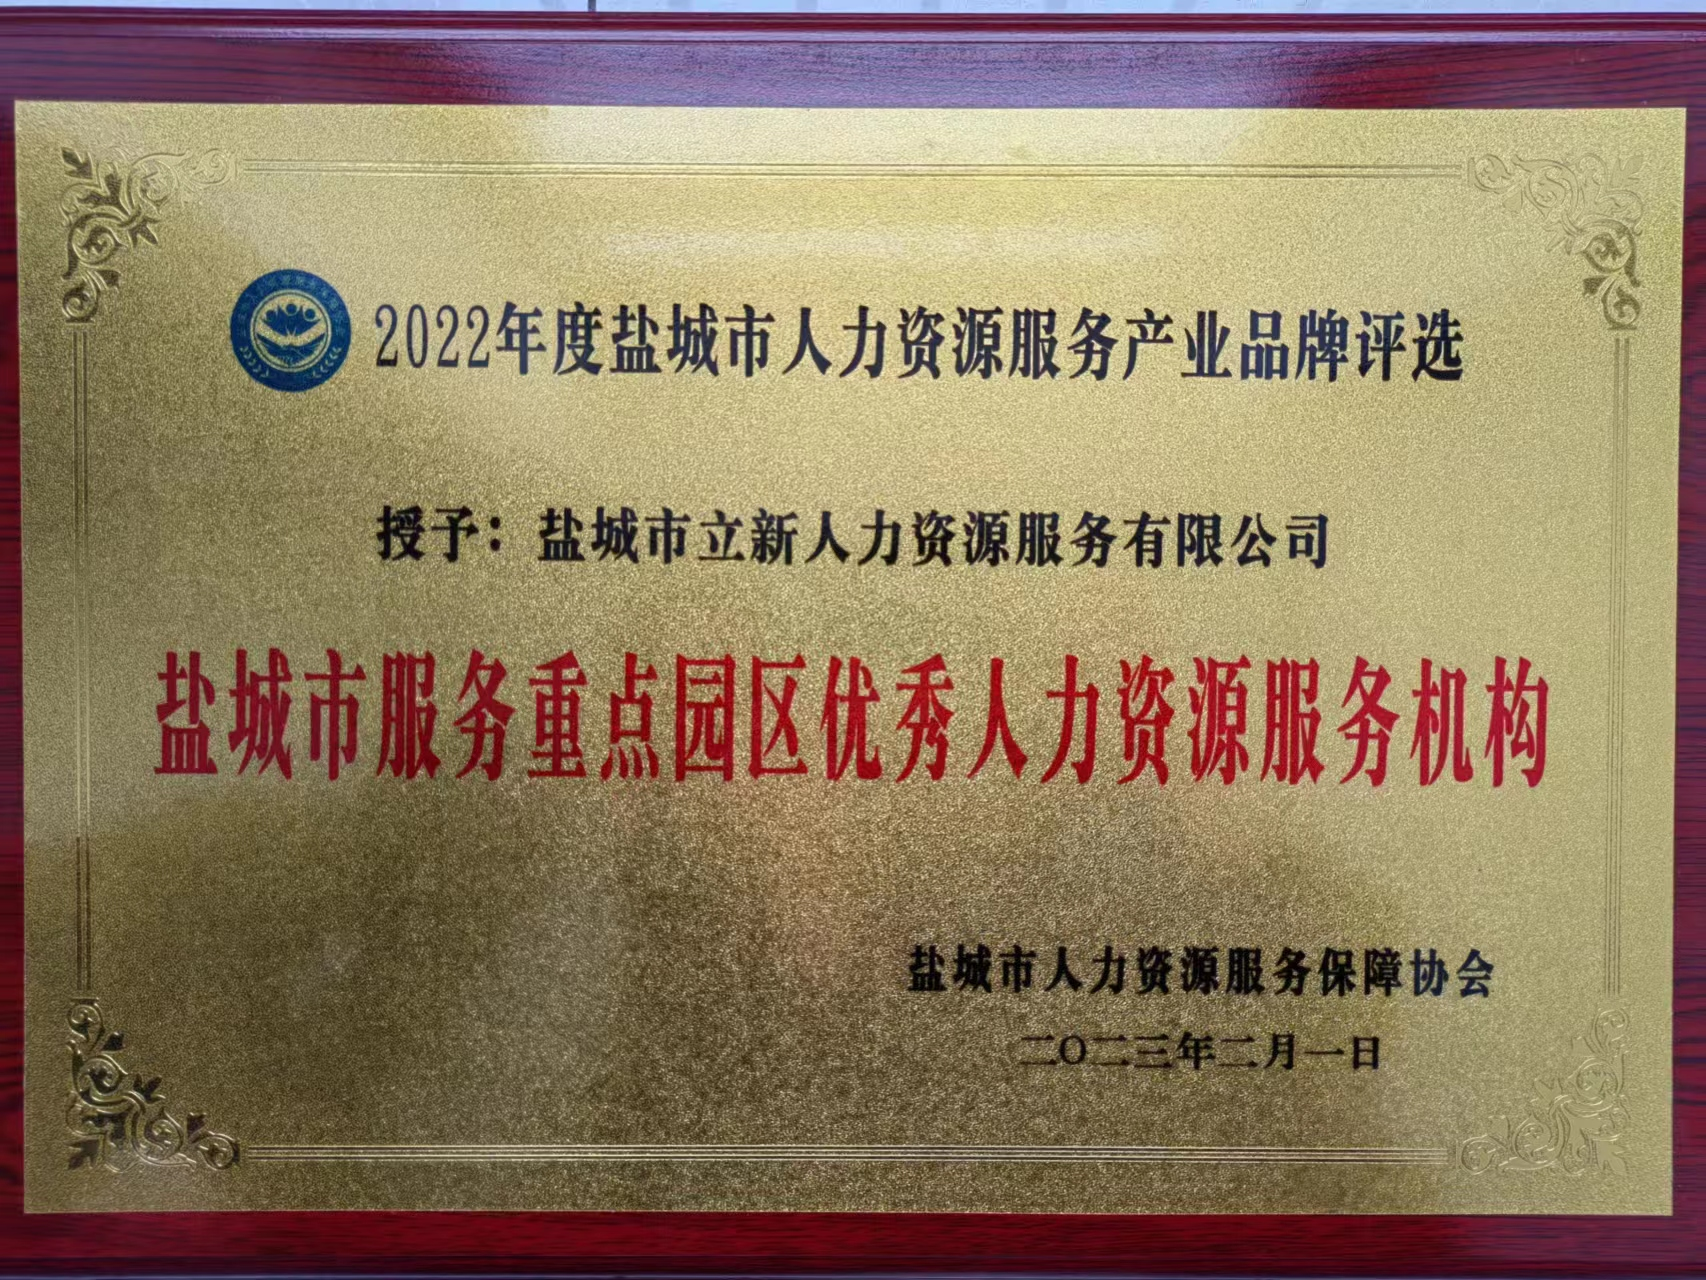 2022年度盐城市人力资源服务产业品牌评选
授予：盐城市立新人力资源服务有限公司
盐城市服务重点园区优秀人力资源服务机构
盐城市人力资源服务保障协会
二〇二三年二月一日